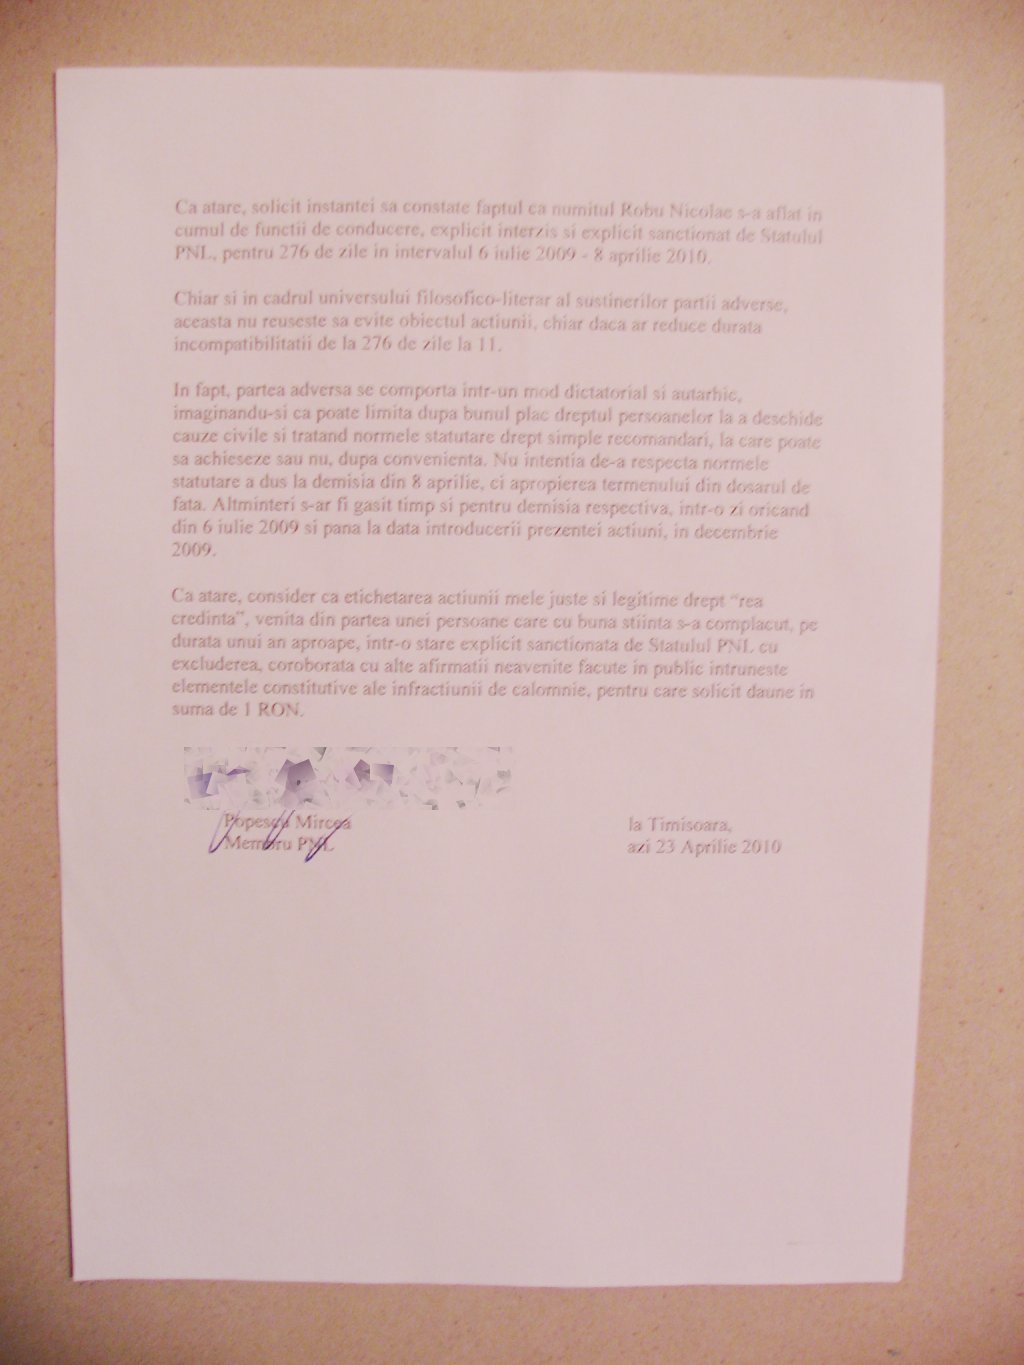 Ca atare, solicit instantei sa constate faptul ca numitul Robu Nicolae s-a aflat in
cumul de functii de conducere, explicit interzis si explicit sanctionat de Statutul
PNL, pentru 276 de zile in intervalul 6 iulie 2009 - 8 aprilie 2010.
Chiar si in cadrul universului filosofico-literar al sustinerilor partii adverse,
aceasta nu reuseste sa evite obiectul actiunii, chiar daca ar reduce durata
incompatibilitatii de la 276 de zile la 11.
In fapt, partea adversa se comporta intr-un mod dictatorial si autarhic,
imaginandu-si ca poate limita dupa bunul plac dreptul persoanelor la a deschide
cauze civile si tratand normele statutare drept simple recomandari, la care poate
sa achieseze sau nu, dupa convenienta. Nu intentia de-a respecta normele
statutare a dus la demisia din 8 aprilie, ci apropierea termenului din dosarul de
fata. Altminteri s-ar fi gasit timp si pentru demisia respectiva, intr-o zi oricand
din 6 iulie 2009 si pana la data introducerii prezentei actiuni, in decembrie
2009.
Ca atare, consider ca etichetarea actiunii mele juste si legitime drept "rea
credinta", venita din partea unei persoane care cu buna stiinta s-a complacut, pe
durata unui an aproape, intr-o stare explicit sanctionata de Statutul PNL cu
excluderea, coroborata cu alte afirmatii neavenite facute in public intruneste
elementele constitutive ale infractiunii de calomnie, pentru care solicit daune in
suma de 1 RON.
Popescu Mircea
Membru PNL
la Timisoara,
azi 23 Aprilie 2010